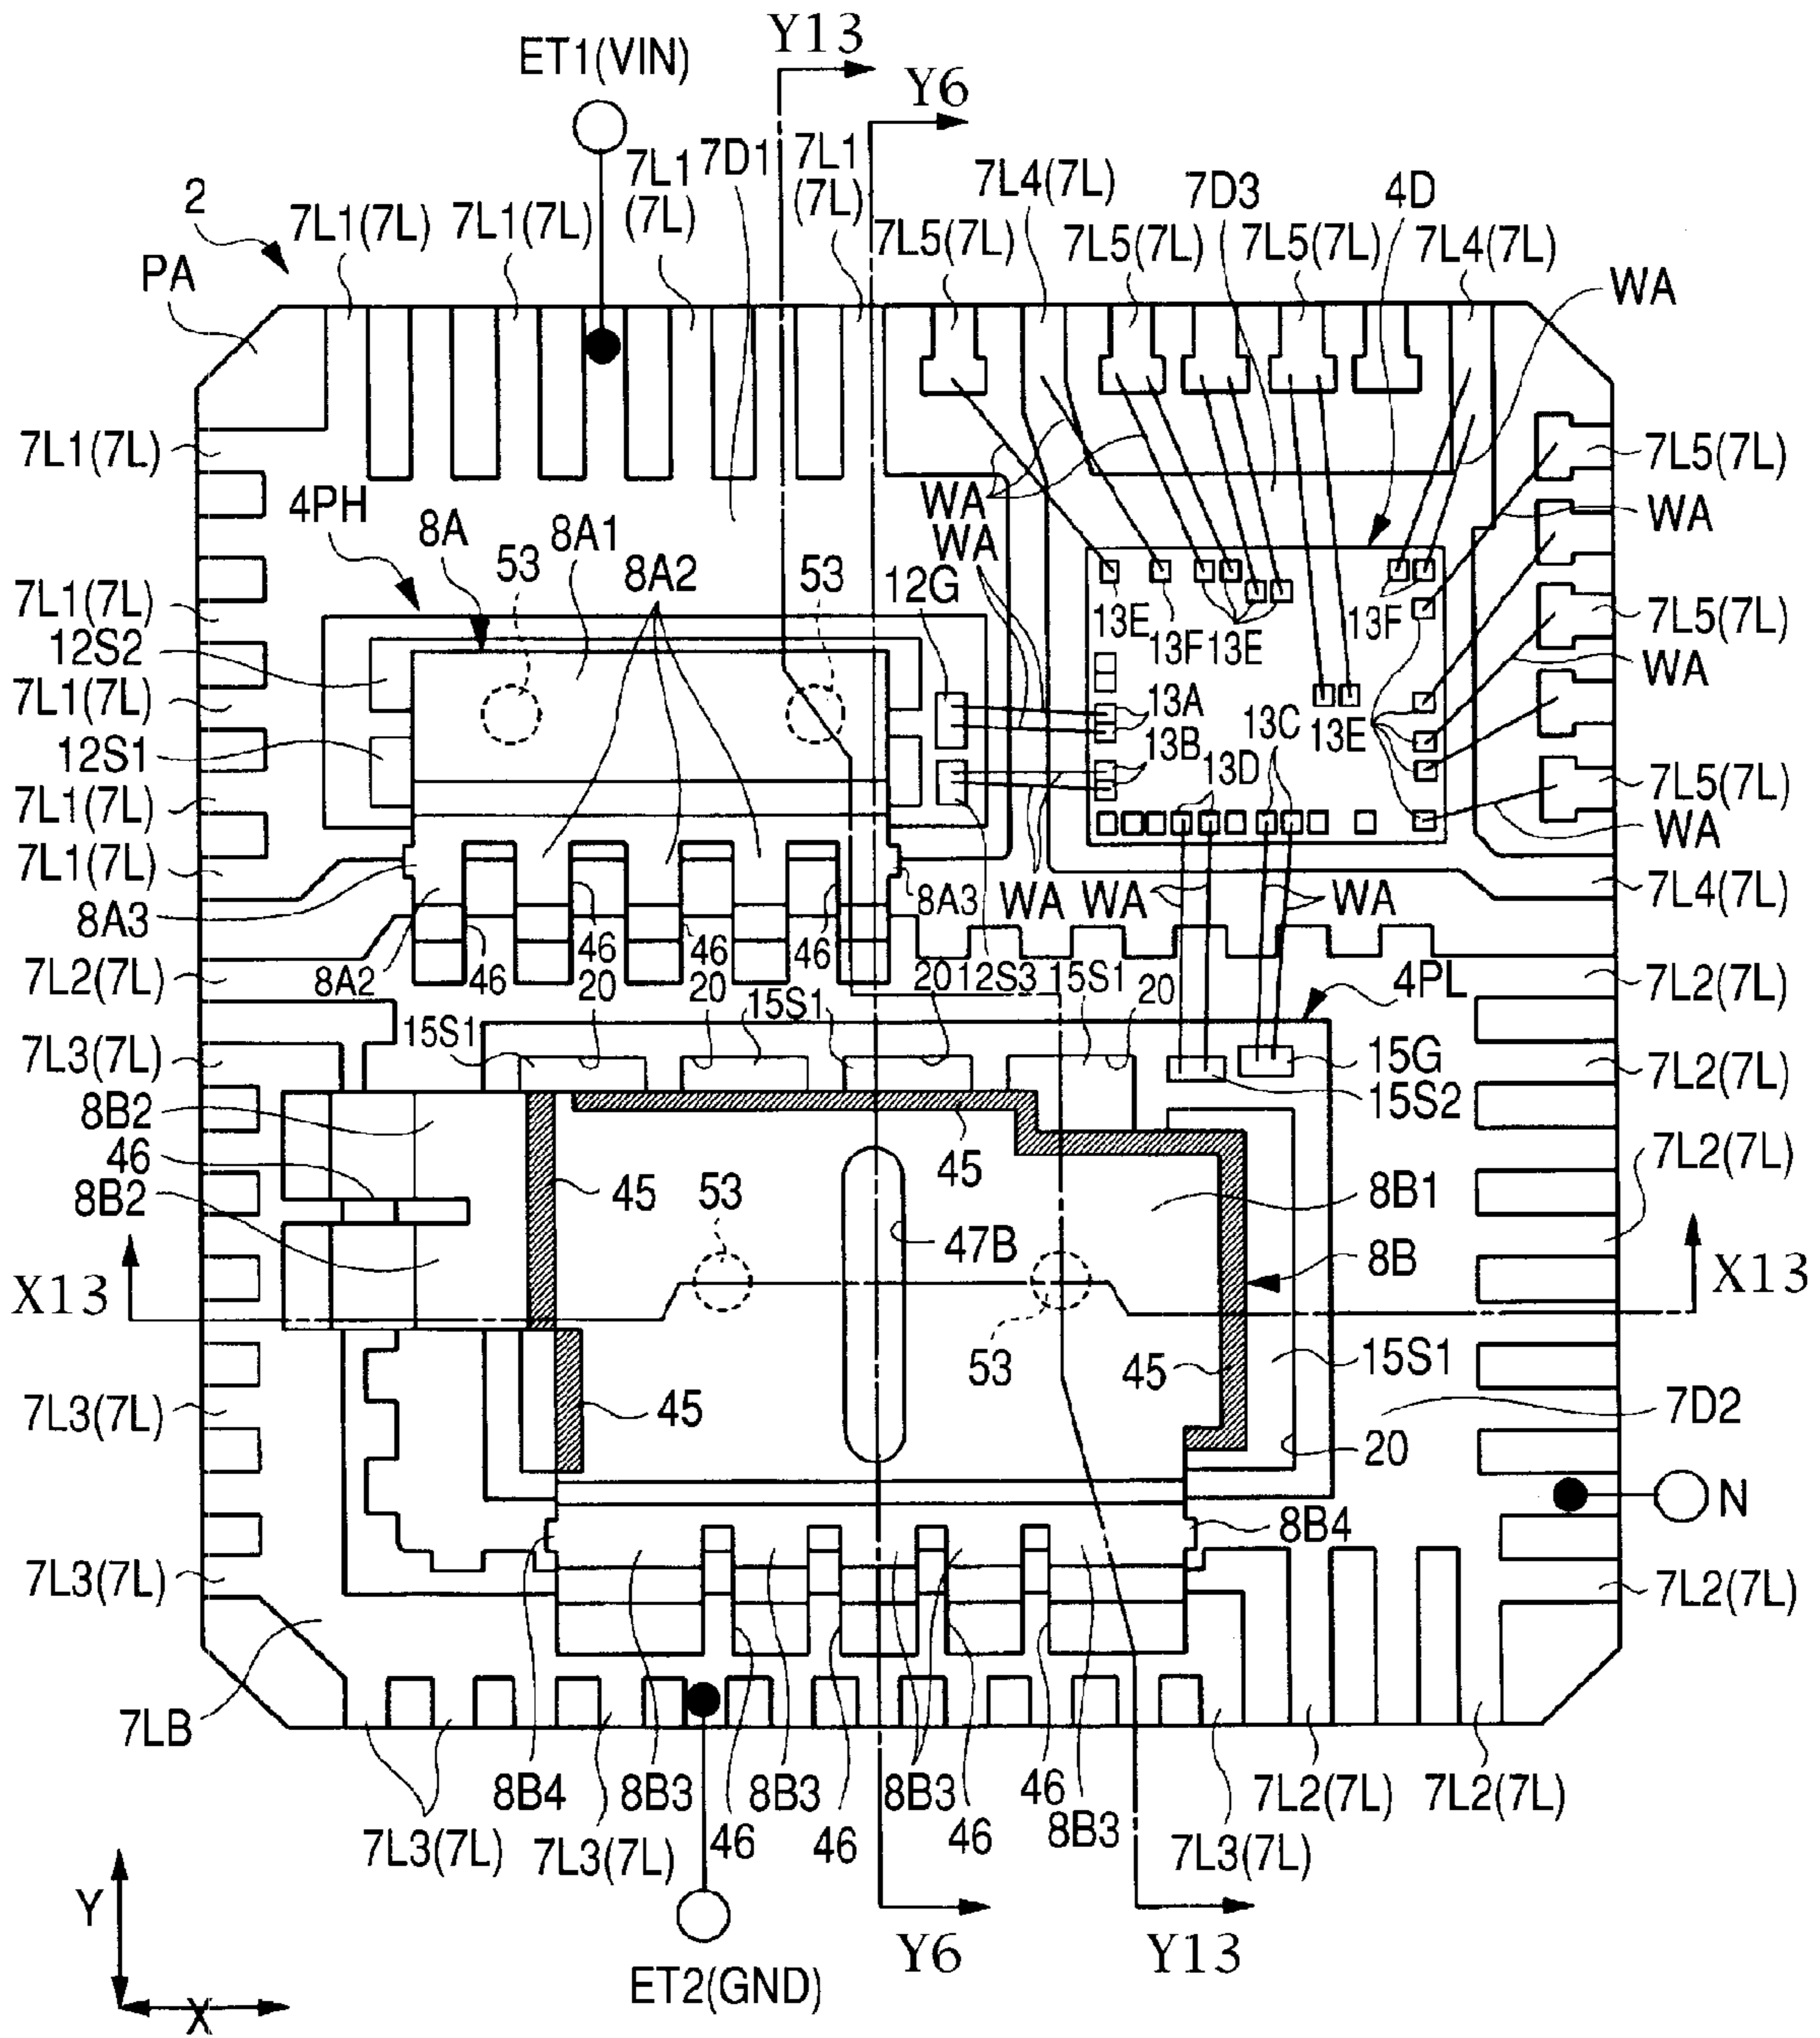 Y13
ET1(VIN)
Y6
7L1
(7L)
7D1
7L1
(7L)
2
7L1(7L)
7L1(7L)
7L4(7L)
7D3
4D
7L5(7L)
7L5(7L)
7L5(7L)
7L4(7L)
PA
WA
7L1(7L)
7L5(7L)
4PH
8A
8A1
WA
WA
WA
53
8A2
53
12G
7L1(7L)
12S2
13E
13F
13E
13F
7L5(7L)
WA
7L1(7L)
12S1
13A
13C
13E
13B
13D
7L1(7L)
7L5(7L)
WA
7L1(7L)
8A3
8A3
WA
WA
WA
7L4(7L)
7L2(7L)
8A2
46
46
20
46
20
46
20
12S3
15S1
20
4PL
7L2(7L)
15S1
15S1
7L3(7L)
15G
7L2(7L)
8B2
15S2
46
45
45
7L2(7L)
8B2
53
8B1
47B
8B
X13
X13
53
45
15S1
7L3(7L)
45
7D2
20
N
8B4
7L3(7L)
7L2(7L)
7LB
8B4
8B3
46
8B3
46
8B3
46
46
8B3
7L2(7L)
7L2(7L)
7L3(7L)
7L3(7L)
7L3(7L)
Y
X
Y6
Y13
ET2(GND)